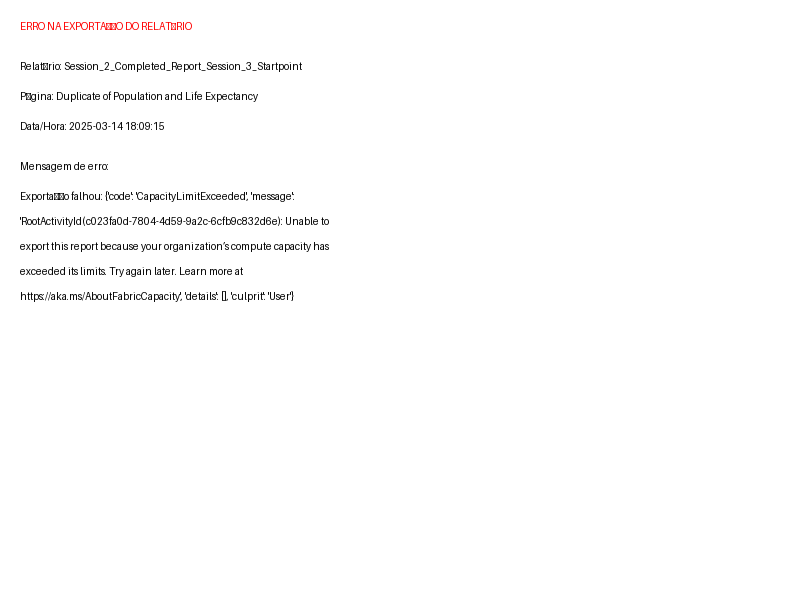 ERRO NA EXPORTA▯▯O DO RELAT▯RIO
Relat▯rio: Session_2_Completed_Report_Session_3_Startpoint
P▯gina: Duplicate of Population and Life Expectancy
Data/Hora: 2025-03-14 18:09:15
Mensagem de erro:
Exporta▯▯o falhou: {'code': 'CapacityLimitExceeded', 'message':
'RootActivityId(c023fa0d-7804-4d59-9a2c-6cfb9c832d6e): Unable to
export this report because your organization’s compute capacity has
exceeded its limits. Try again later. Learn more at
https://aka.ms/AboutFabricCapacity', 'details': [], 'culprit': 'User'}